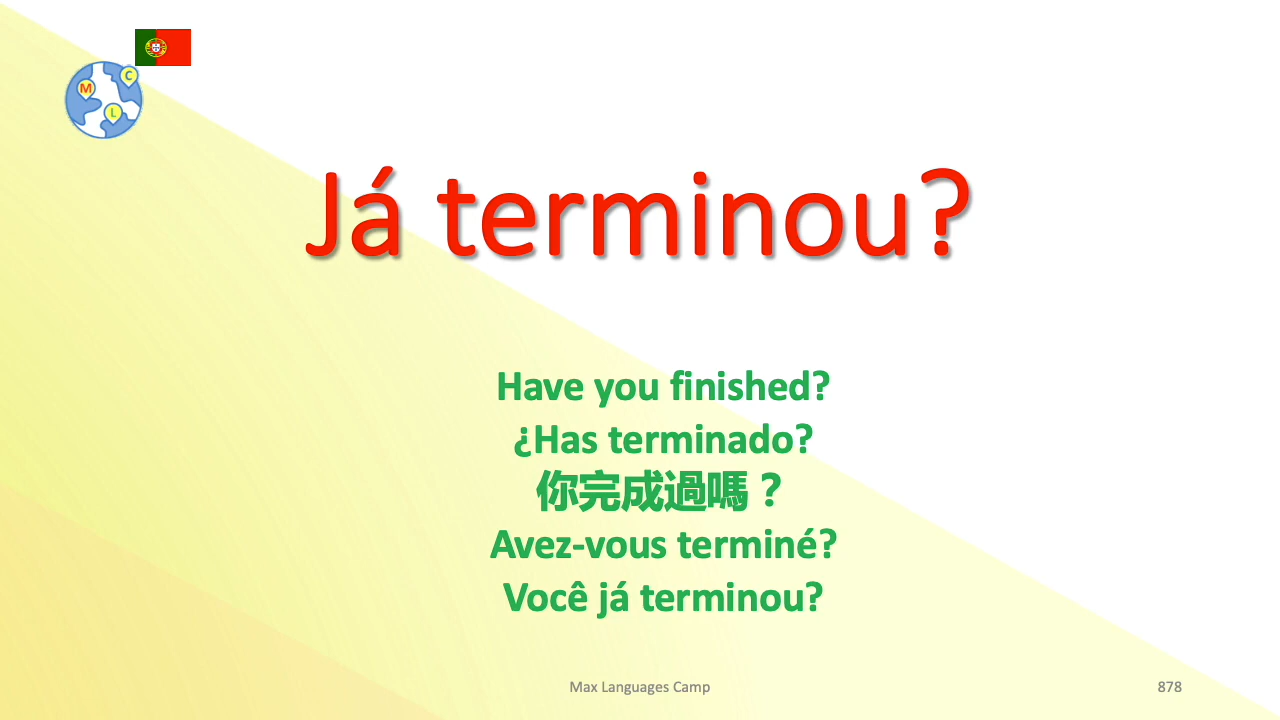 M
C
L
Já terminou?
Have you finished?
¿Has terminado?
你完成過嗎？
Avez-vous terminé?
Você já terminou?
Max Languages Camp
878